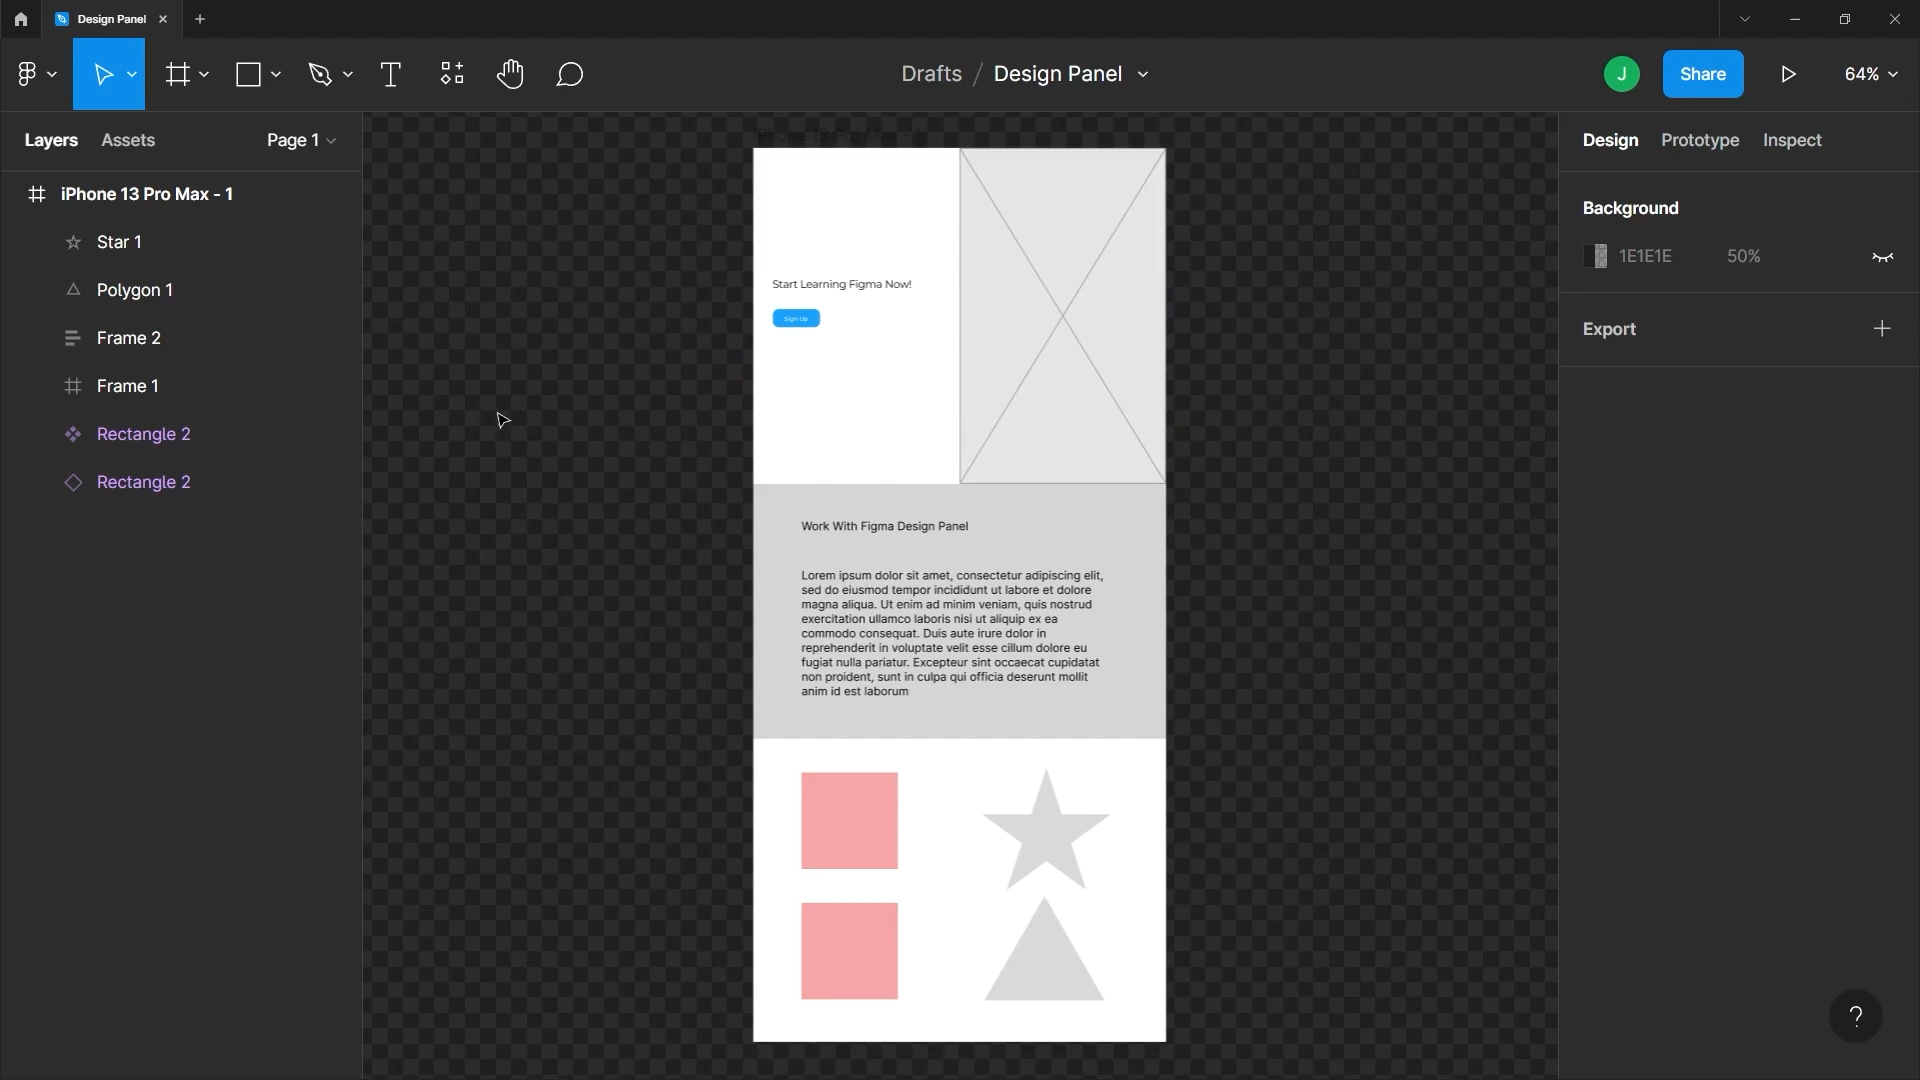 Design Panel
Drafts / Design Panel
J
Share
64%
Layers
Assets
Page 1
iPhone 13 Pro Max - 1
Star 1
Polygon 1
Frame 2
Frame 1
Rectangle 2
Rectangle 2
Start Learning Figma Now!
Sign Up
Work With Figma Design Panel
Lorem ipsum dolor sit amet, consectetur adipiscing elit,
sed do eiusmod tempor incididunt ut labore et dolore
magna aliqua. Ut enim ad minim veniam, quis nostrud
exercitation ullamco laboris nisi ut aliquip ex ea
commodo consequat. Duis aute irure dolor in
reprehenderit in voluptate velit esse cillum dolore eu
fugiat nulla pariatur. Excepteur sint occaecat cupidatat
non proident, sunt in culpa qui officia deserunt mollit
anim id est laborum
Design
Prototype
Inspect
Background
1E1E1E
50%
Export
?